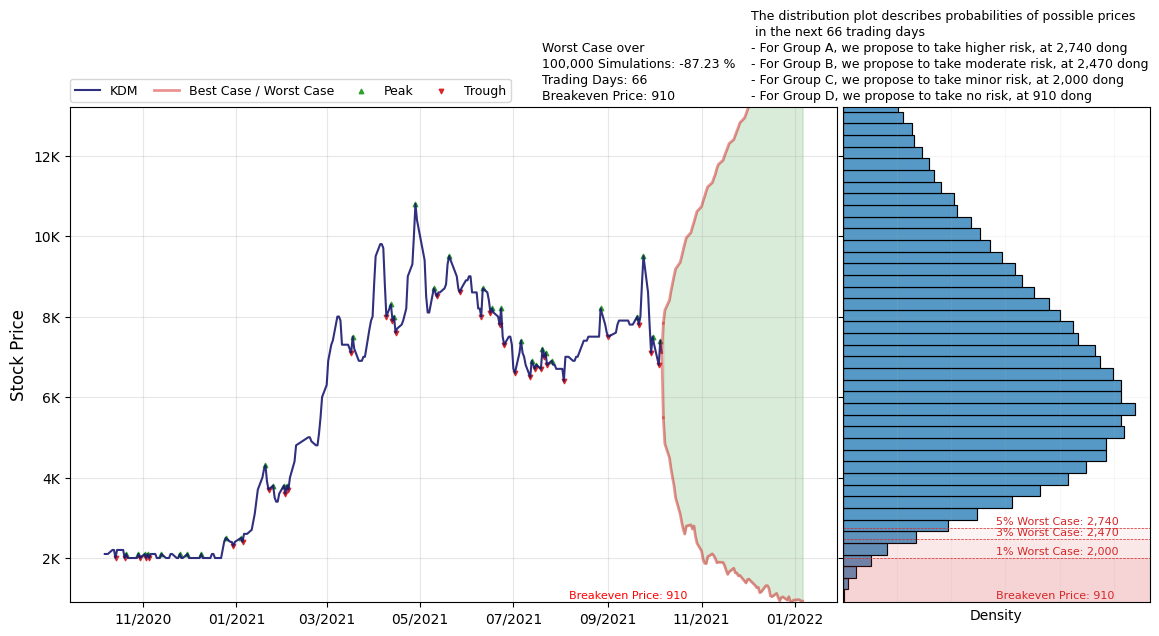 The distribution plot describes probabilities of possible prices
in the next 66 trading days
- For Group A, we propose to take higher risk, at 2,740 dong
- For Group B, we propose to take moderate risk, at 2,470 dong
- For Group C, we propose to take minor risk, at 2,000 dong
- For Group D, we propose to take no risk, at 910 dong
Worst Case over
100,000 Simulations: -87.23 %
Trading Days: 66
Breakeven Price: 910
KDM
Best Case / Worst Case
Peak
Trough
Stock Price
12K
10K
8K
6K
4K
2K
11/2020
01/2021
03/2021
05/2021
07/2021
09/2021
11/2021
01/2022
Breakeven Price: 910
5% Worst Case: 2,740
3% Worst Case: 2,470
1% Worst Case: 2,000
Breakeven Price: 910
Density